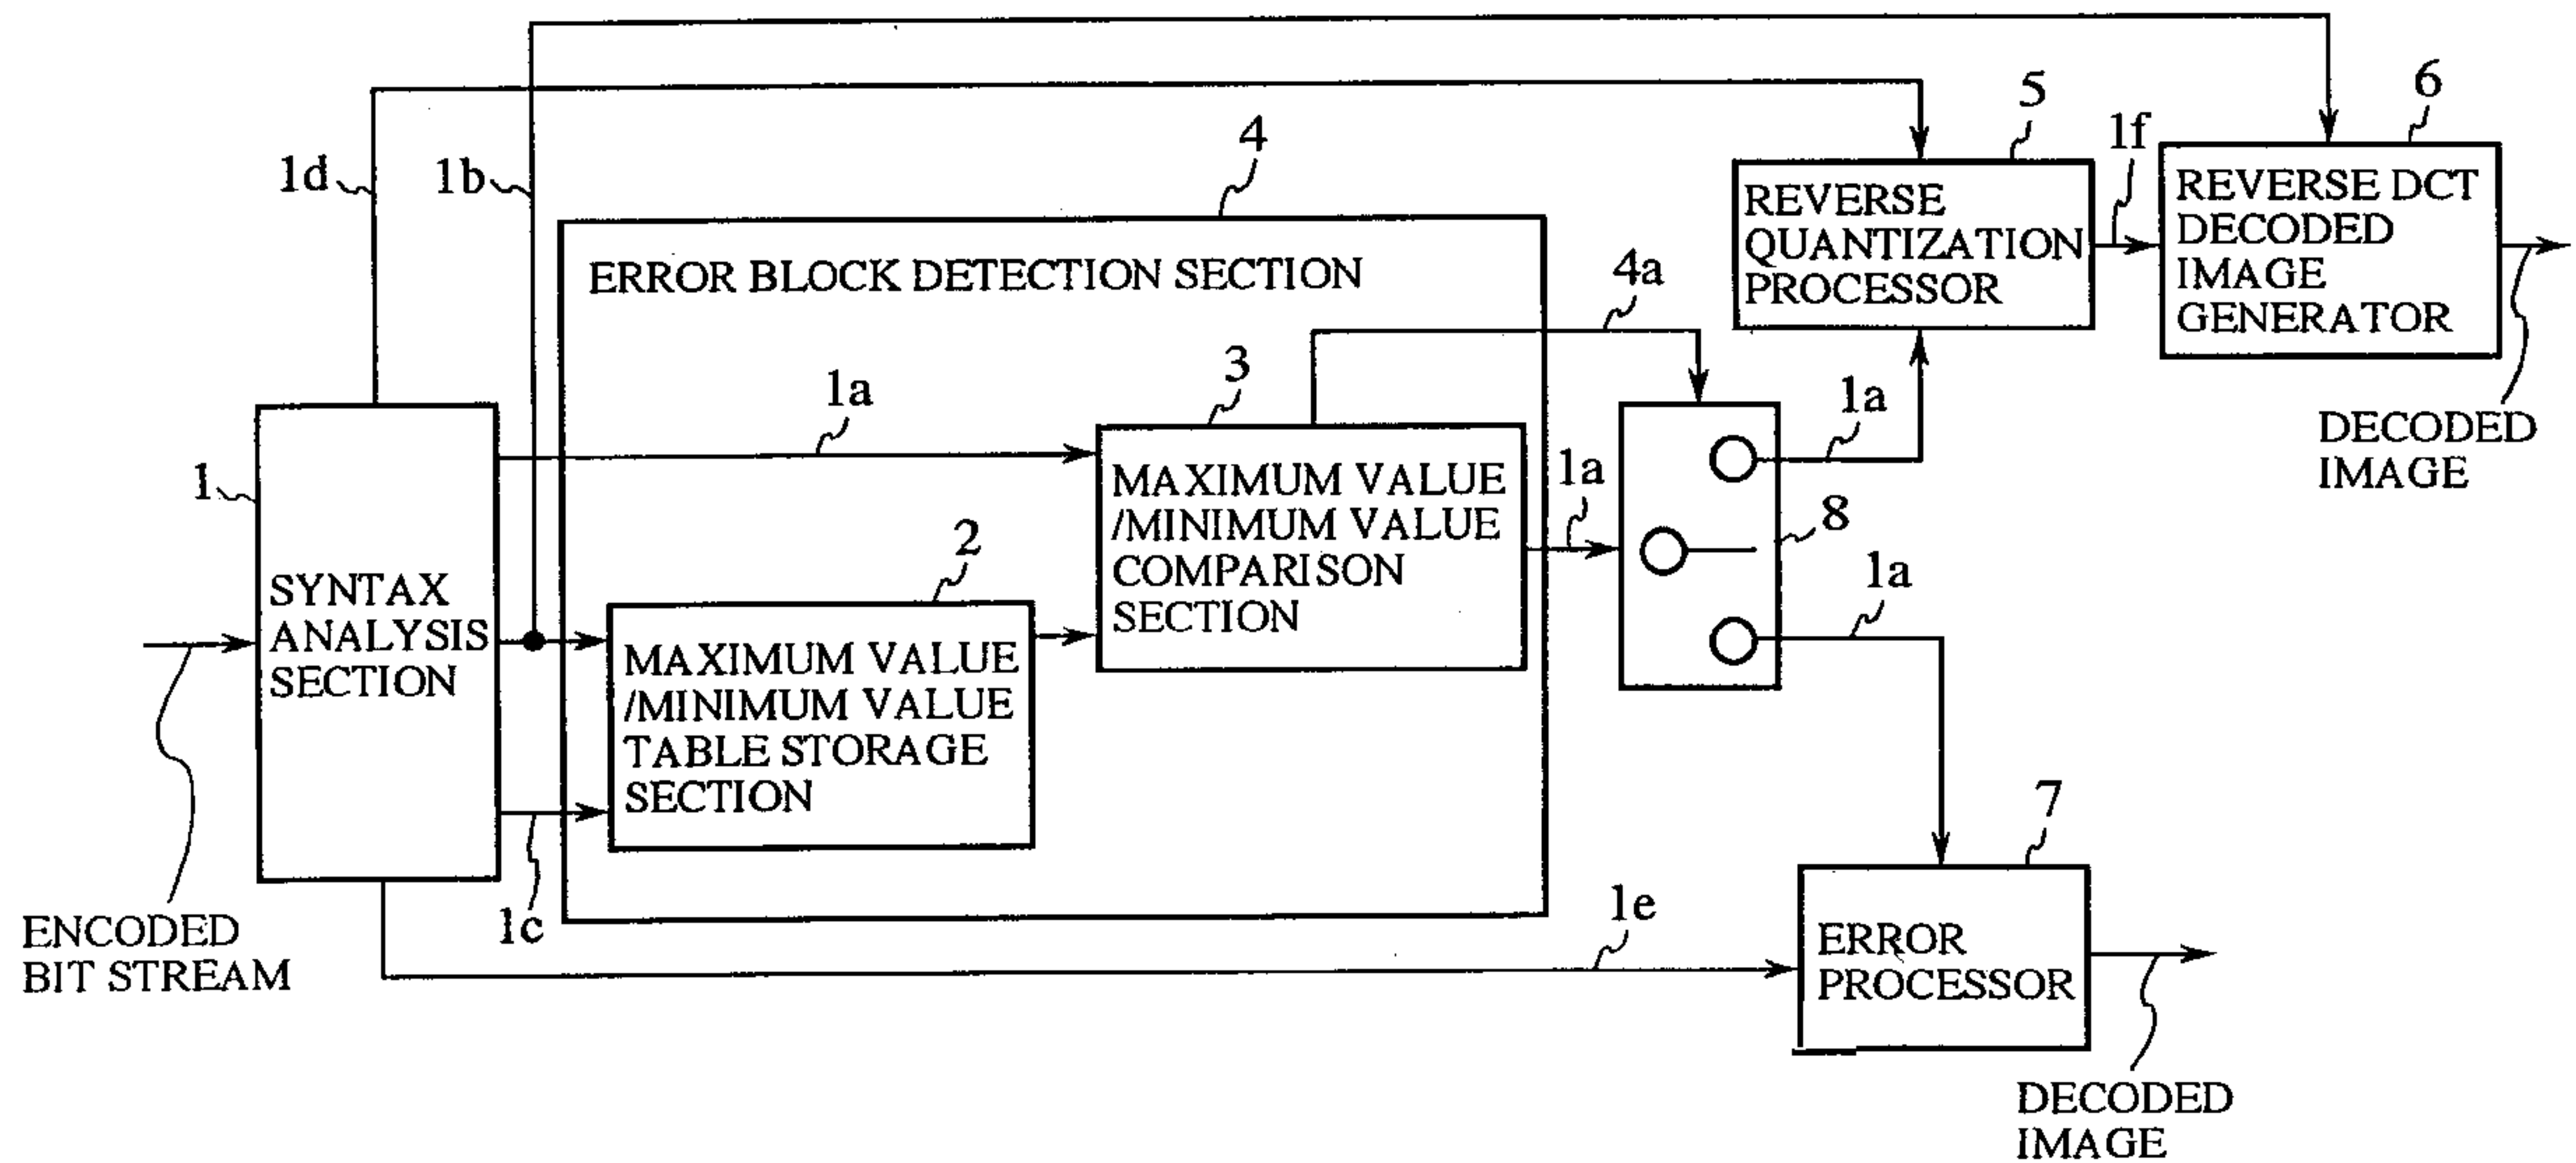 6
5
1f
4
1d
1b
REVERSE
QUANTIZATION
PROCESSOR
REVERSE DCT
DECODED
IMAGE
GENERATOR
ERROR BLOCK DETECTION SECTION
4a
3
1a
1a
DECODED
IMAGE
1
1a
MAXIMUM VALUE
/MINIMUM VALUE
COMPARISON
SECTION
8
2
1a
SYNTAX
ANALYSIS
SECTION
MAXIMUM VALUE
/MINIMUM VALUE
TABLE STORAGE
SECTION
7
1c
1e
ENCODED
BIT STREAM
ERROR
PROCESSOR
DECODED
IMAGE